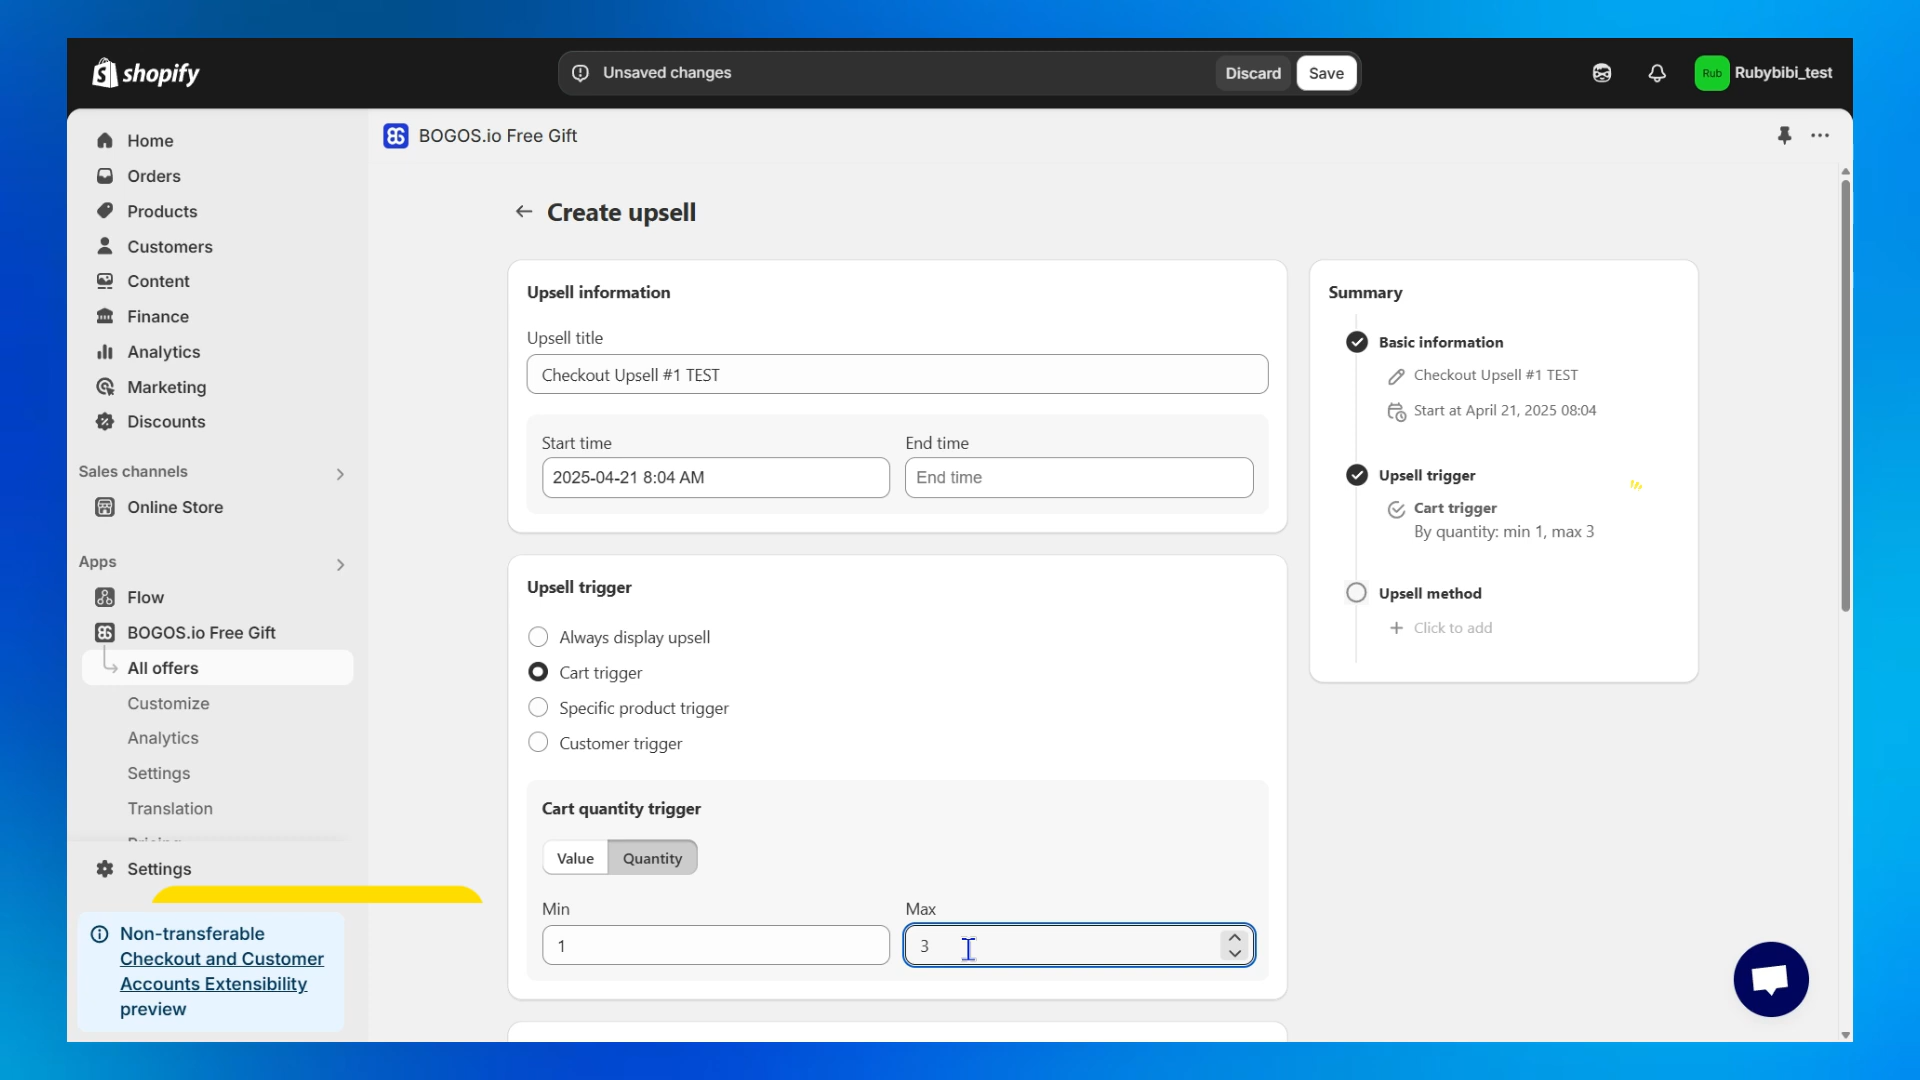 shopify
Unsaved changes
Discard
Save
Rub
Rubybibi_test
Home
Orders
Products
Customers
Content
Finance
Analytics
Marketing
Discounts
Sales channels
Online Store
Apps
Flow
BOGOS.io Free Gift
All offers
Customize
Analytics
Settings
Translation
Settings
Non-transferable
Checkout and Customer
Accounts Extensibility
preview
BOGOS.io Free Gift
Create upsell
Upsell information
Upsell title
Checkout Upsell #1 TEST
Start time
End time
2025-04-21 8:04 AM
End time
Upsell trigger
Always display upsell
Cart trigger
Specific product trigger
Customer trigger
Cart quantity trigger
Value
Quantity
Min
Max
1
3
Summary
Basic information
Checkout Upsell #1 TEST
Start at April 21, 2025 08:04
Upsell trigger
Cart trigger
By quantity: min 1, max 3
Upsell method
Click to add